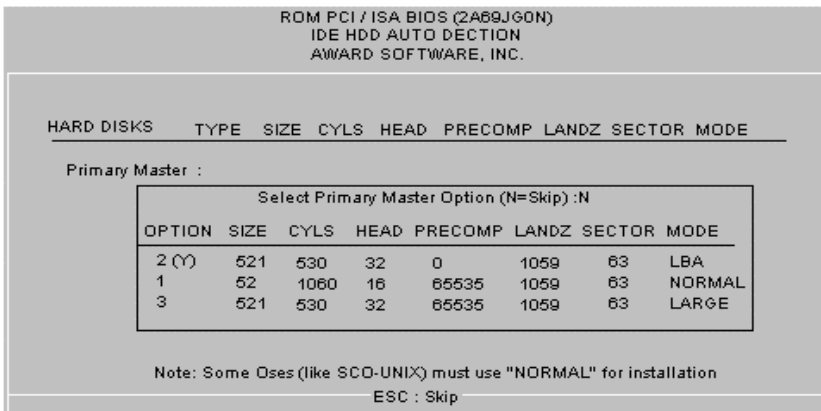 ROM PCI / ISA BIOS (2A69JG0N)
IDE HDD AUTO DECTION
AWARD SOFTWARE, INC.
HARD DISKS TYPE SIZE CYLS HEAD PRECOMP LANDZ SECTOR MODE
Primary Master :
Select Primary Master Option (N=Skip) :N
OPTION SIZE CYLS HEAD PRECOMP LANDZ SECTOR MODE
2 (Y) 521 530 32 0 1059 63 LBA
1 52 1060 16 65535 1059 63 NORMAL
3 521 530 32 65535 1059 63 LARGE
Note: Some Oses (like SCO-UNIX) must use "NORMAL" for installation
ESC : Skip